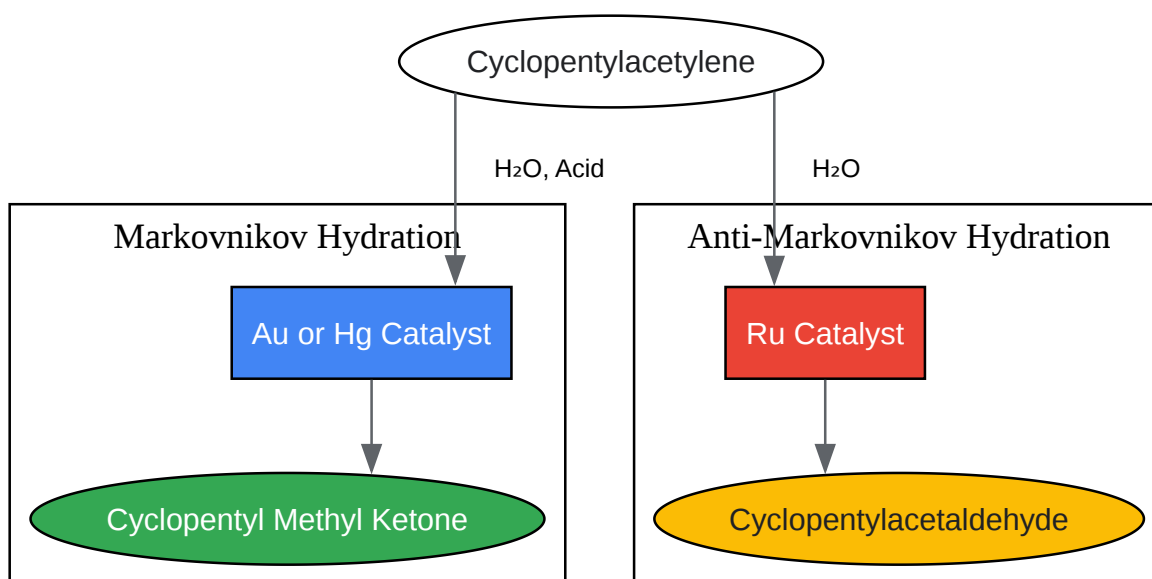 Cyclopentylacetylene
H₂O, Acid
H₂O
Markovnikov Hydration
Anti-Markovnikov Hydration
Au or Hg Catalyst
Ru Catalyst
Cyclopentyl Methyl Ketone
Cyclopentylacetaldehyde